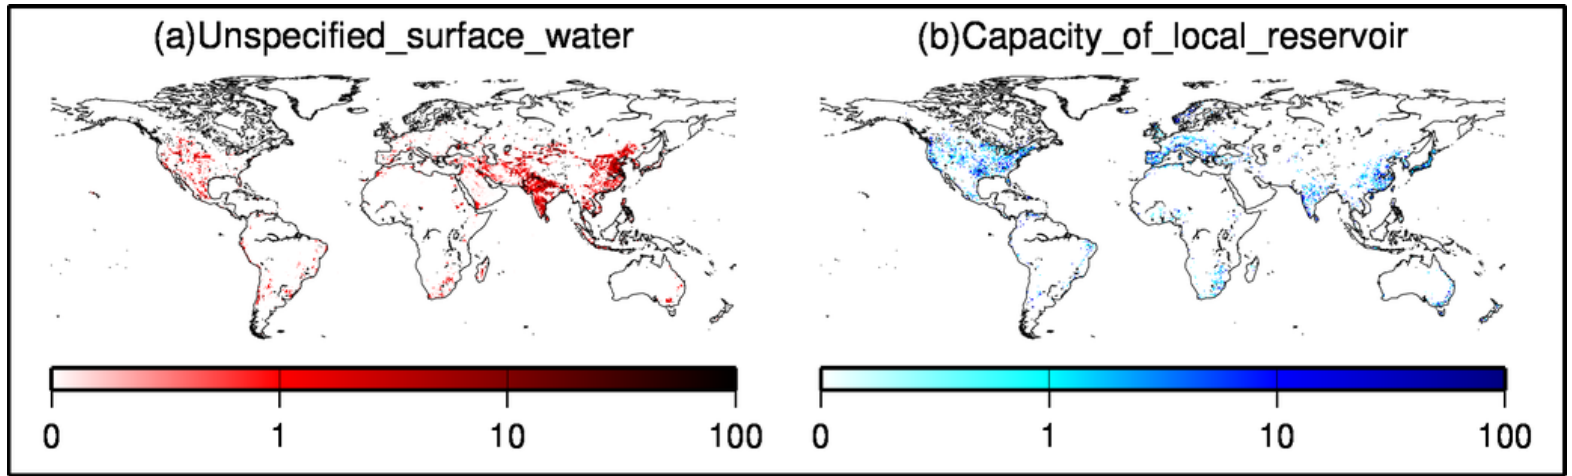 (a)Unspecified_surface_water
(b)Capacity_of_local_reservoir
0 1 10 100
0 1 10 100